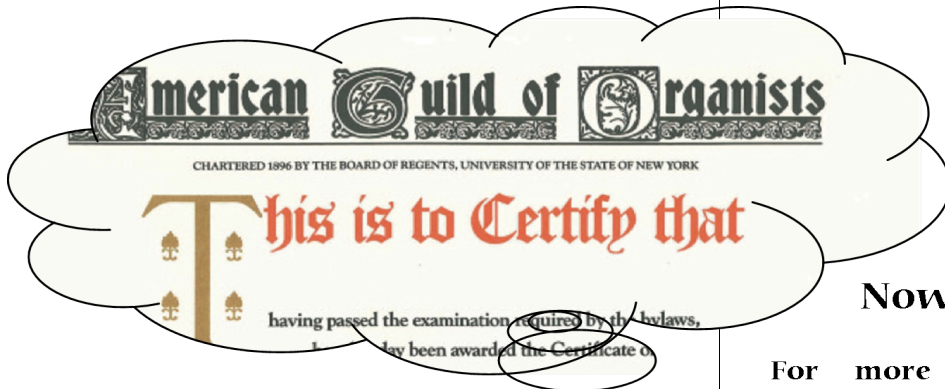 American Guild of Organists
CHARTERED 1896 BY THE BOARD OF REGENTS, UNIVERSITY OF THE STATE OF NEW YORK
This is to Certify that
having passed the examination required by the bylaws,
day been awarded the Certificate
Now
For more